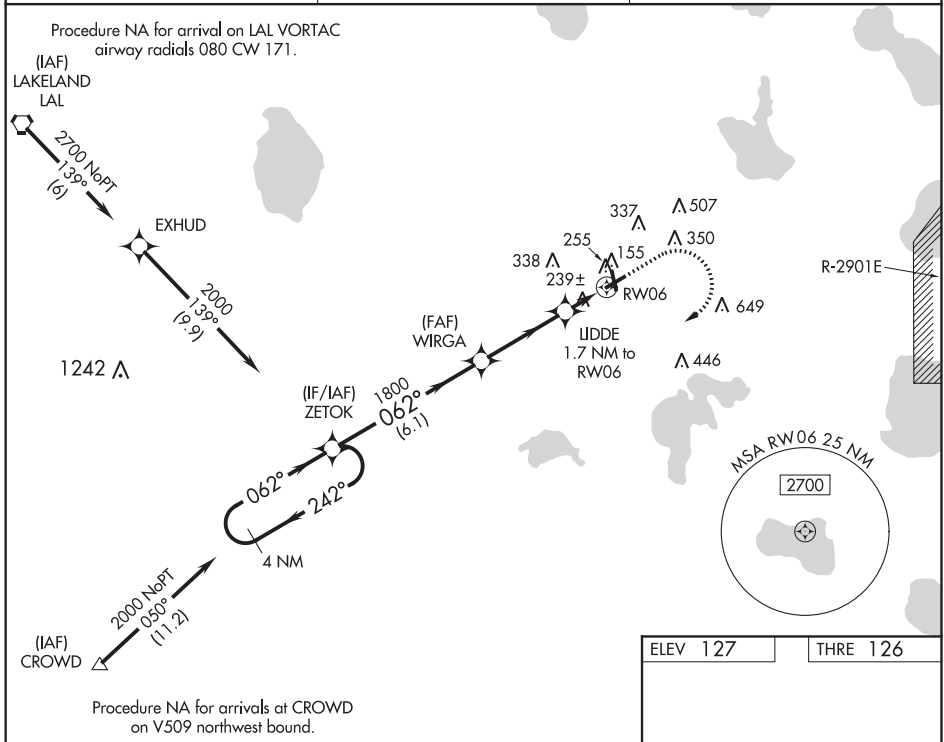 Procedure NA for arrival on LAL VORTAC
airway radials 080 CW 171.
(IAF)
LAKELAND
LAL
2700 NoPT
139°
(6)
EXHUD
2000
139°
(9.9)
1242
(IF/IAF)
ZETOK
1800
062°
(6.1)
(FAF)
WIRGA
LIDDE
1.7 NM to
RW06
338
239±
255
155
337
507
350
RW06
649
446
R-2901E
062°
242°
4 NM
2000 NoPT
050°
(11.2)
(IAF)
CROWD
MSA RW06 25 NM
2700
Procedure NA for arrivals at CROWD
on V509 northwest bound.
ELEV 127
THRE 126